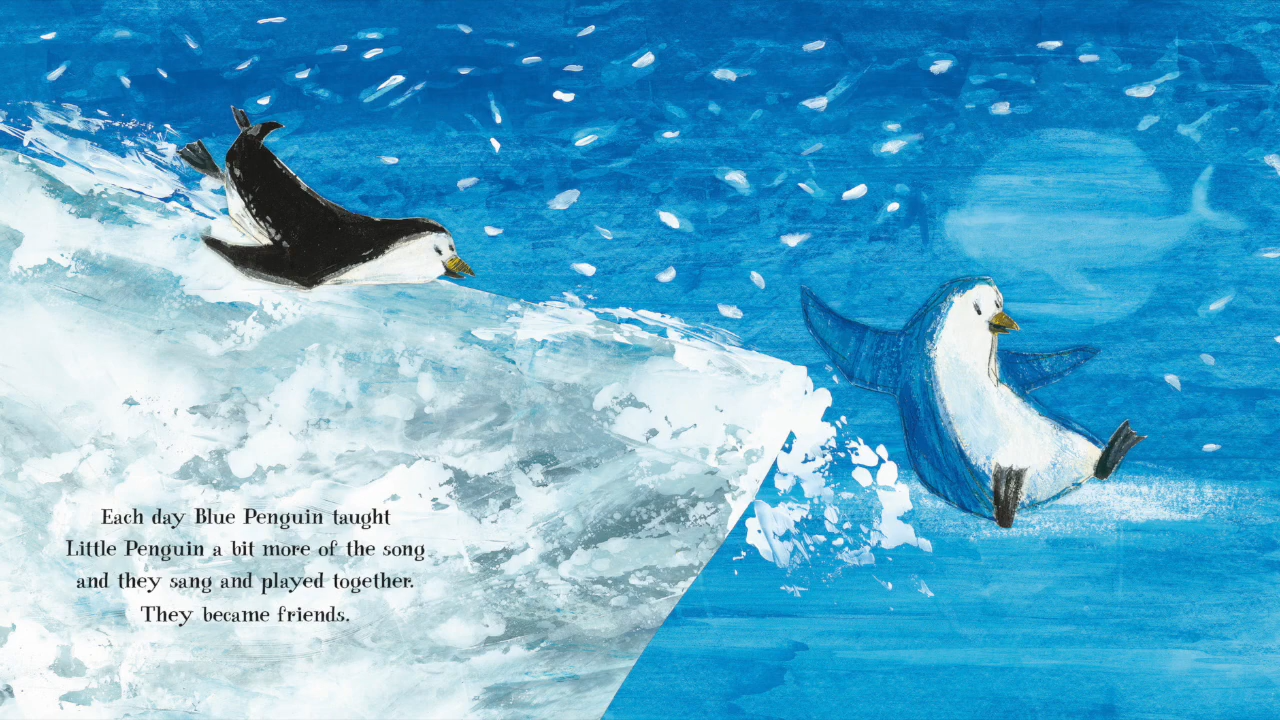 Each day Blue Penguin taught
Little Penguin a bit more of the song
and they sang and played together.
They became friends.